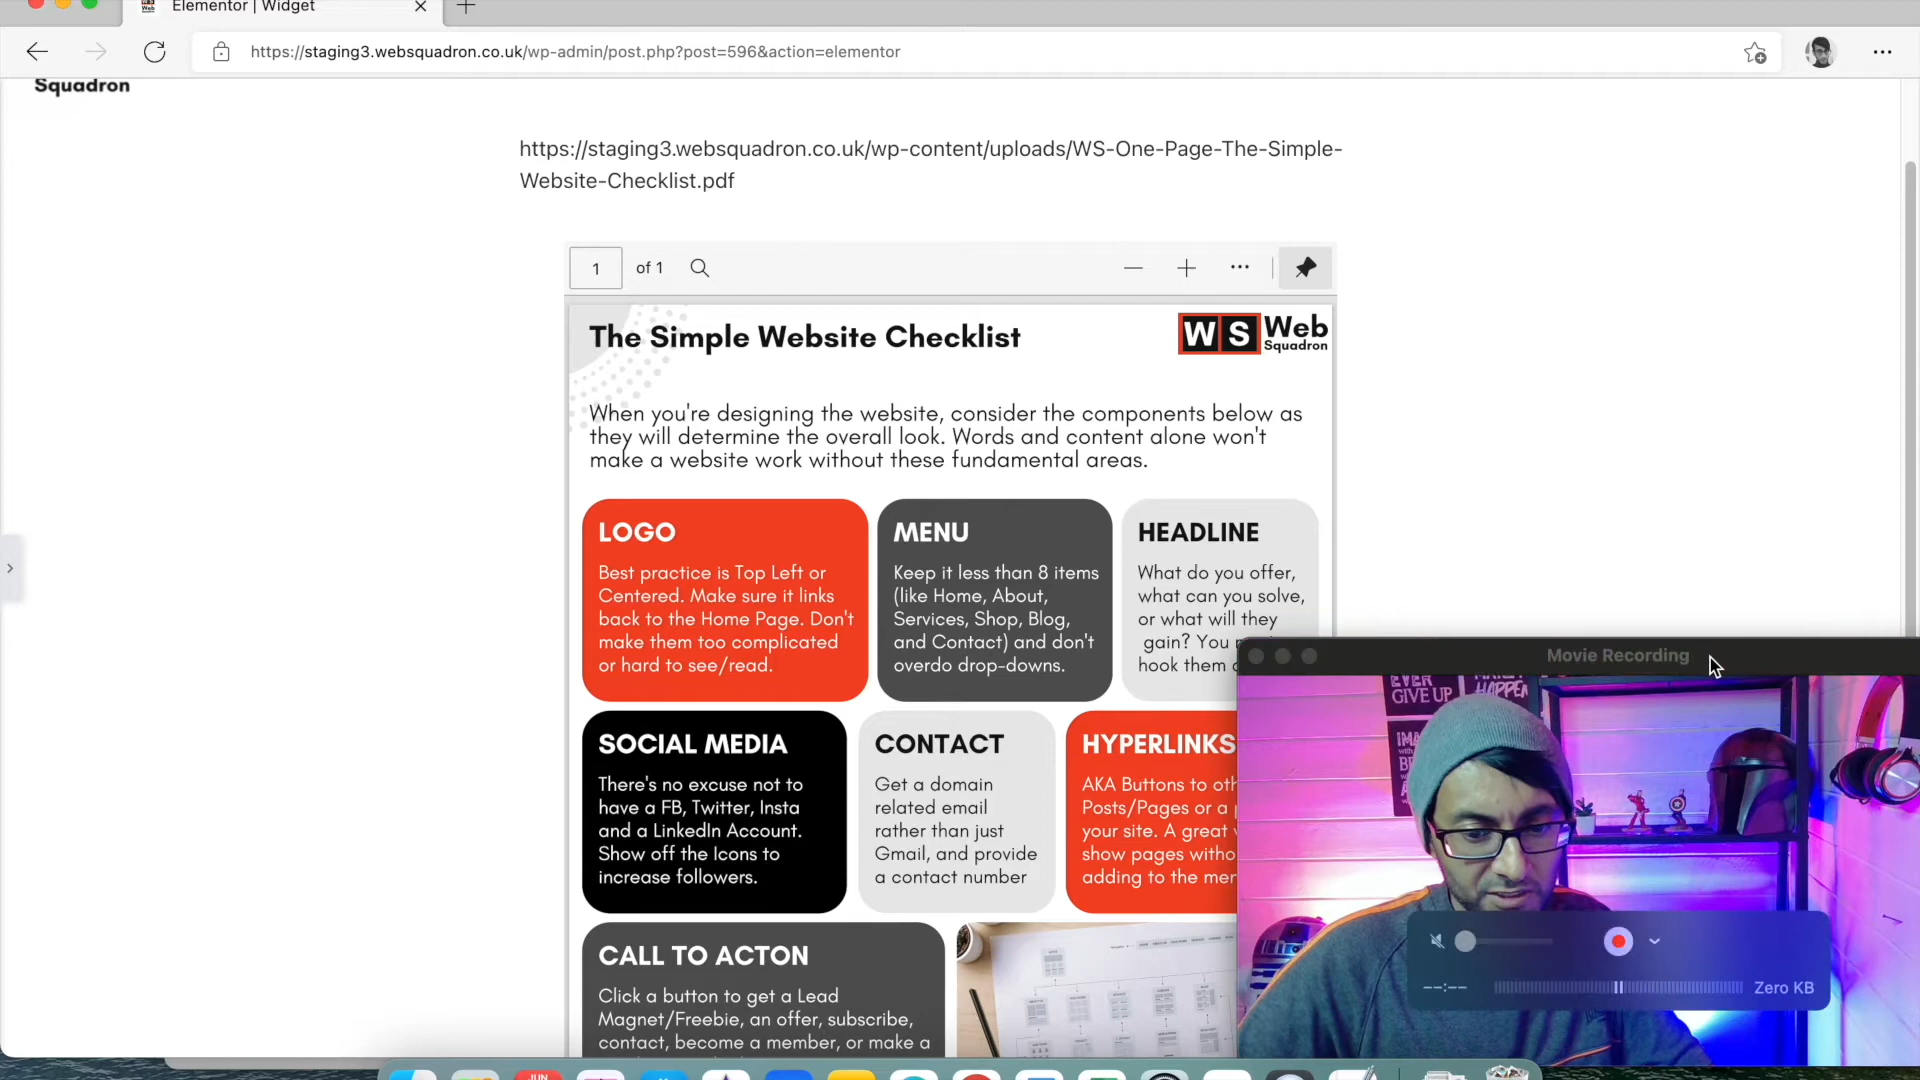 Elementor | Widget
https://staging3.websquadron.co.uk/wp-admin/post.php?post=596&action=elementor
Squadron
https://staging3.websquadron.co.uk/wp-content/uploads/WS-One-Page-The-Simple-
Website-Checklist.pdf
1 of 1
The Simple Website Checklist
WS Web
Squadron
When you're designing the website, consider the components below as
they will determine the overall look. Words and content alone won't
make a website work without these fundamental areas.
LOGO
Best practice is Top Left or
Centered. Make sure it links
back to the Home Page. Don't
make them too complicated
or hard to see/read.
MENU
Keep it less than 8 items
(like Home, About,
Services, Shop, Blog,
and Contact) and don't
overdo drop-downs.
HEADLINE
What do you offer,
what can you solve,
or what will they
gain? You
hook them
SOCIAL MEDIA
There's no excuse not to
have a FB, Twitter, Insta
and a LinkedIn Account.
Show off the Icons to
increase followers.
CONTACT
Get a domain
related email
rather than just
Gmail, and provide
a contact number
HYPERLINKS
AKA Buttons to
Posts/Pages or a
your site. A great
show pages
adding to the
CALL TO ACTON
Click a button to get a Lead
Magnet/Freebie, an offer, subscribe,
contact, become a member, or make a
Movie Recording
EVER
GIVE UP
HAPPEN
--:--
Zero KB
JUN